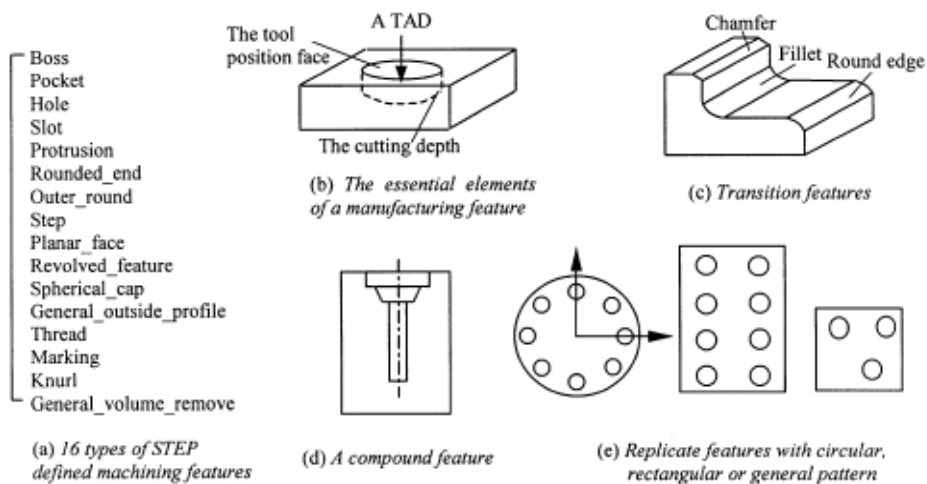 Boss
Pocket
Hole
Slot
Protrusion
Rounded_end
Outer_round
Step
Planar_face
Revolved_feature
Spherical_cap
General_outside_profile
Thread
Marking
Knurl
General_volume_remove
(a) 16 types of STEP
defined machining features
A TAD
The tool
position face
The cutting depth
(b) The essential elements
of a manufacturing feature
Chamfer
Fillet
Round edge
(c) Transition features
(d) A compound feature
(e) Replicate features with circular,
rectangular or general pattern